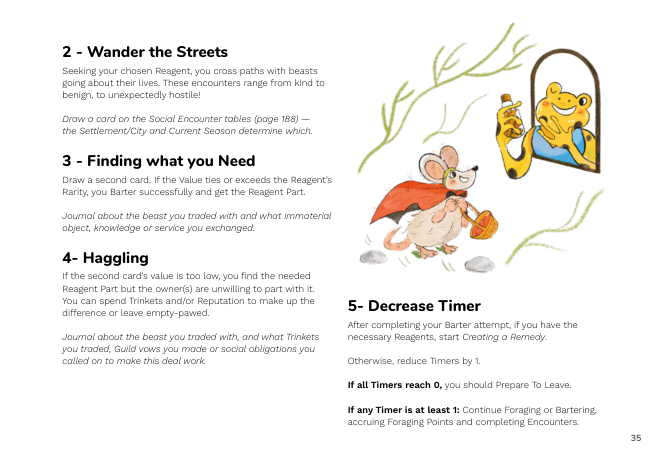 2 - Wander the Streets
Seeking your chosen Reagent, you cross paths with beasts
going about their lives. These encounters range from kind to
benign, to unexpectedly hostile!
Draw a card on the Social Encounter tables (page 188) —
the Settlement/City and Current Season determine which.
3 - Finding what you Need
Draw a second card. If the Value ties or exceeds the Reagent's
Rarity, you Barter successfully and get the Reagent Part.
Journal about the beast you traded with and what immaterial
object, knowledge or service you exchanged.
4- Haggling
If the second card's value is too low, you find the needed
Reagent Part but the owner(s) are unwilling to part with it.
You can spend Trinkets and/or Reputation to make up the
difference or leave empty-pawed.
Journal about the beast you traded with, and what Trinkets
you traded, Guild vows you made or social obligations you
called on to make this deal work.
5- Decrease Timer
After completing your Barter attempt, if you have the
necessary Reagents, start Creating a Remedy.
Otherwise, reduce Timers by 1.
If all Timers reach 0, you should Prepare To Leave.
If any Timer is at least 1: Continue Foraging or Bartering,
accruing Foraging Points and completing Encounters.
35